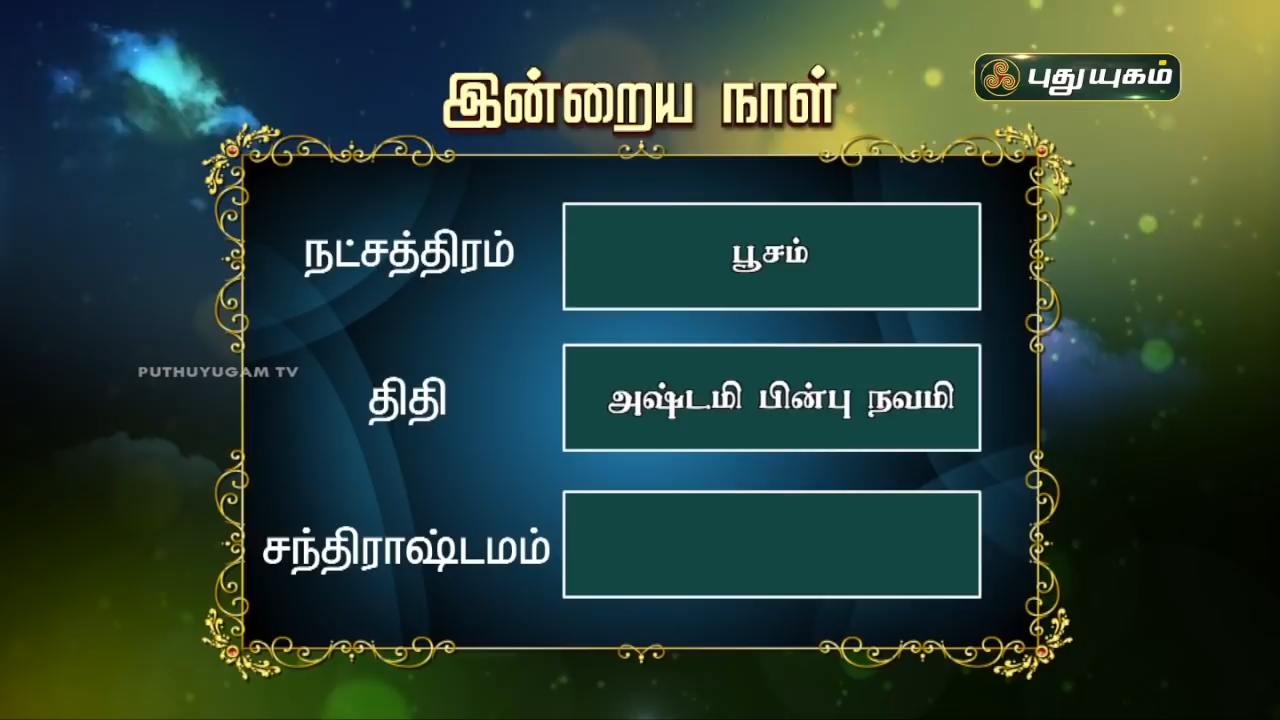 இன்றைய நாள்
புதுயுகம்
நட்சத்திரம்
பூசம்
PUTHUYUGAM TV
திதி
அஷ்டமி பின்பு நவமி
சந்திராஷ்டமம்